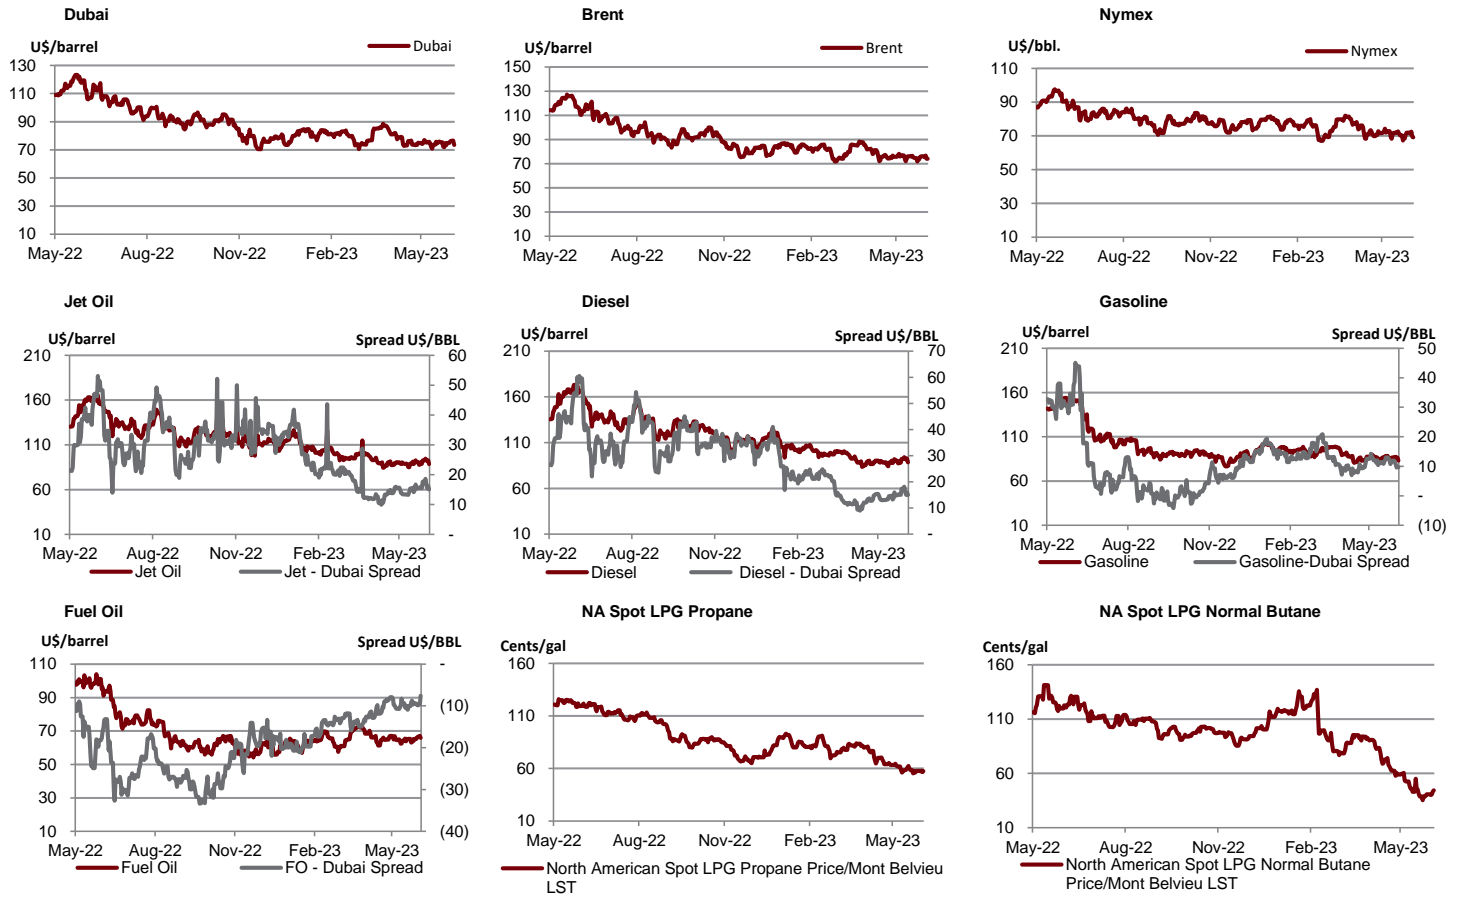 Dubai
U$/barrel
Dubai
130
110
90
70
50
30
10
May-22 Aug-22 Nov-22 Feb-23 May-23
Brent
U$/barrel
Brent
150
130
110
90
70
50
30
10
May-22 Aug-22 Nov-22 Feb-23 May-23
Nymex
U$/bbl.
Nymex
110
90
70
50
30
10
May-22 Aug-22 Nov-22 Feb-23 May-23
Jet Oil
U$/barrel Spread U$/BBL
210 60
50
160 40
110 30
20
60 10
10 -
May-22 Aug-22 Nov-22 Feb-23 May-23
Jet Oil Jet - Dubai Spread
Diesel
U$/barrel Spread U$/BBL
210 70
60
160 50
40
110 30
60 20
10
10 -
May-22 Aug-22 Nov-22 Feb-23 May-23
Diesel Diesel - Dubai Spread
Gasoline
U$/barrel Spread U$/BBL
210 50
40
160 30
110 20
10
60 -
10 (10)
May-22 Aug-22 Nov-22 Feb-23 May-23
Gasoline Gasoline-Dubai Spread
Fuel Oil
U$/barrel Spread U$/BBL
110 -
90 (10)
70
50 (20)
30 (30)
10 (40)
May-22 Aug-22 Nov-22 Feb-23 May-23
Fuel Oil FO - Dubai Spread
NA Spot LPG Propane
Cents/gal
160
110
60
10
May-22 Aug-22 Nov-22 Feb-23 May-23
North American Spot LPG Propane Price/Mont Belvieu
LST
NA Spot LPG Normal Butane
Cents/gal
160
110
60
10
May-22 Aug-22 Nov-22 Feb-23 May-23
North American Spot LPG Normal Butane
Price/Mont Belvieu LST